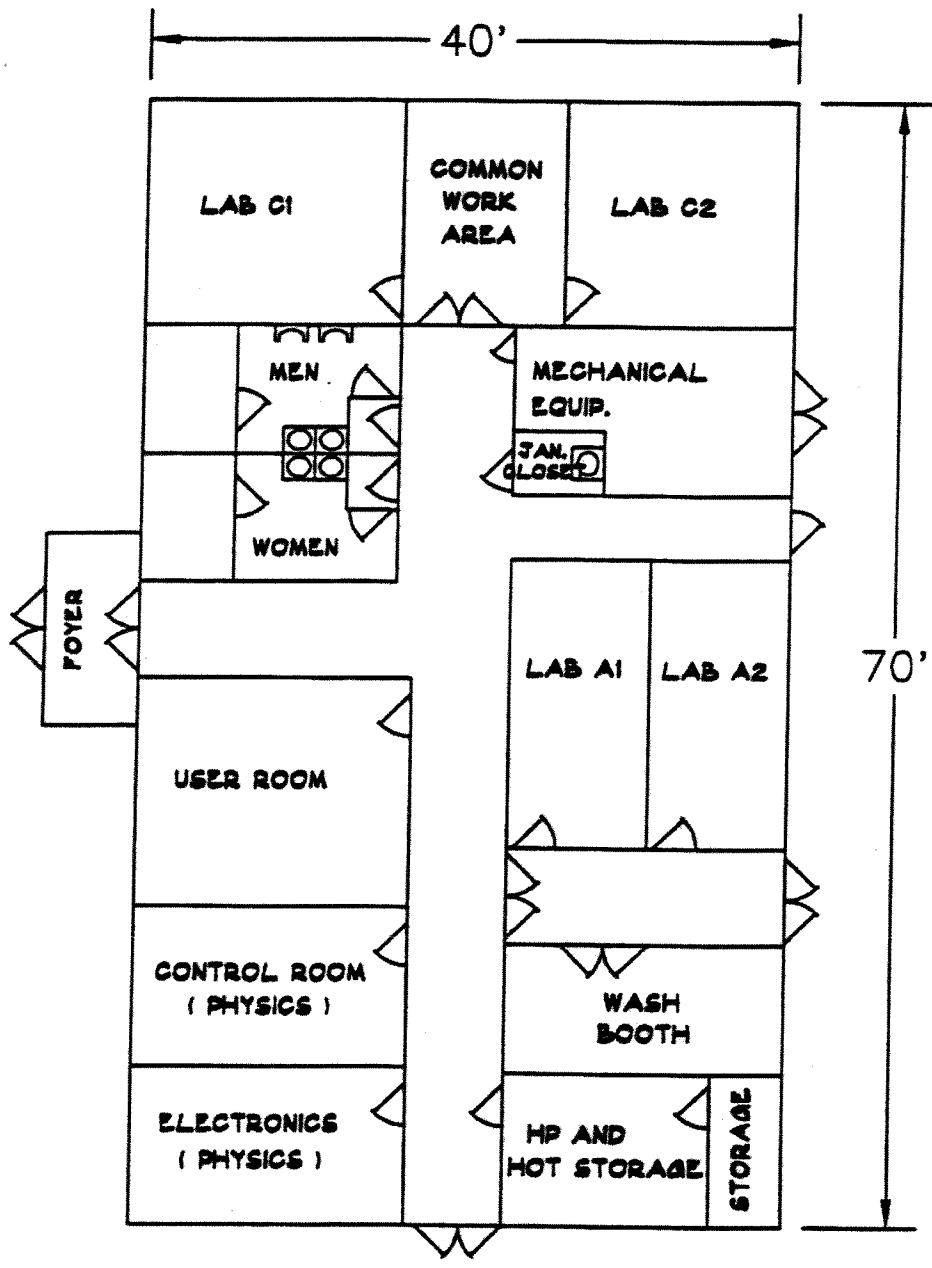 40'
LAB C1
COMMON
WORK
AREA
LAB C2
MEN
MECHANICAL
EQUIP.
JAN.
CLOSET
WOMEN
FOYER
LAB A1
LAB A2
70'
USER ROOM
CONTROL ROOM
( PHYSICS )
WASH
BOOTH
ELECTRONICS
( PHYSICS )
HP AND
HOT STORAGE
STORAGE